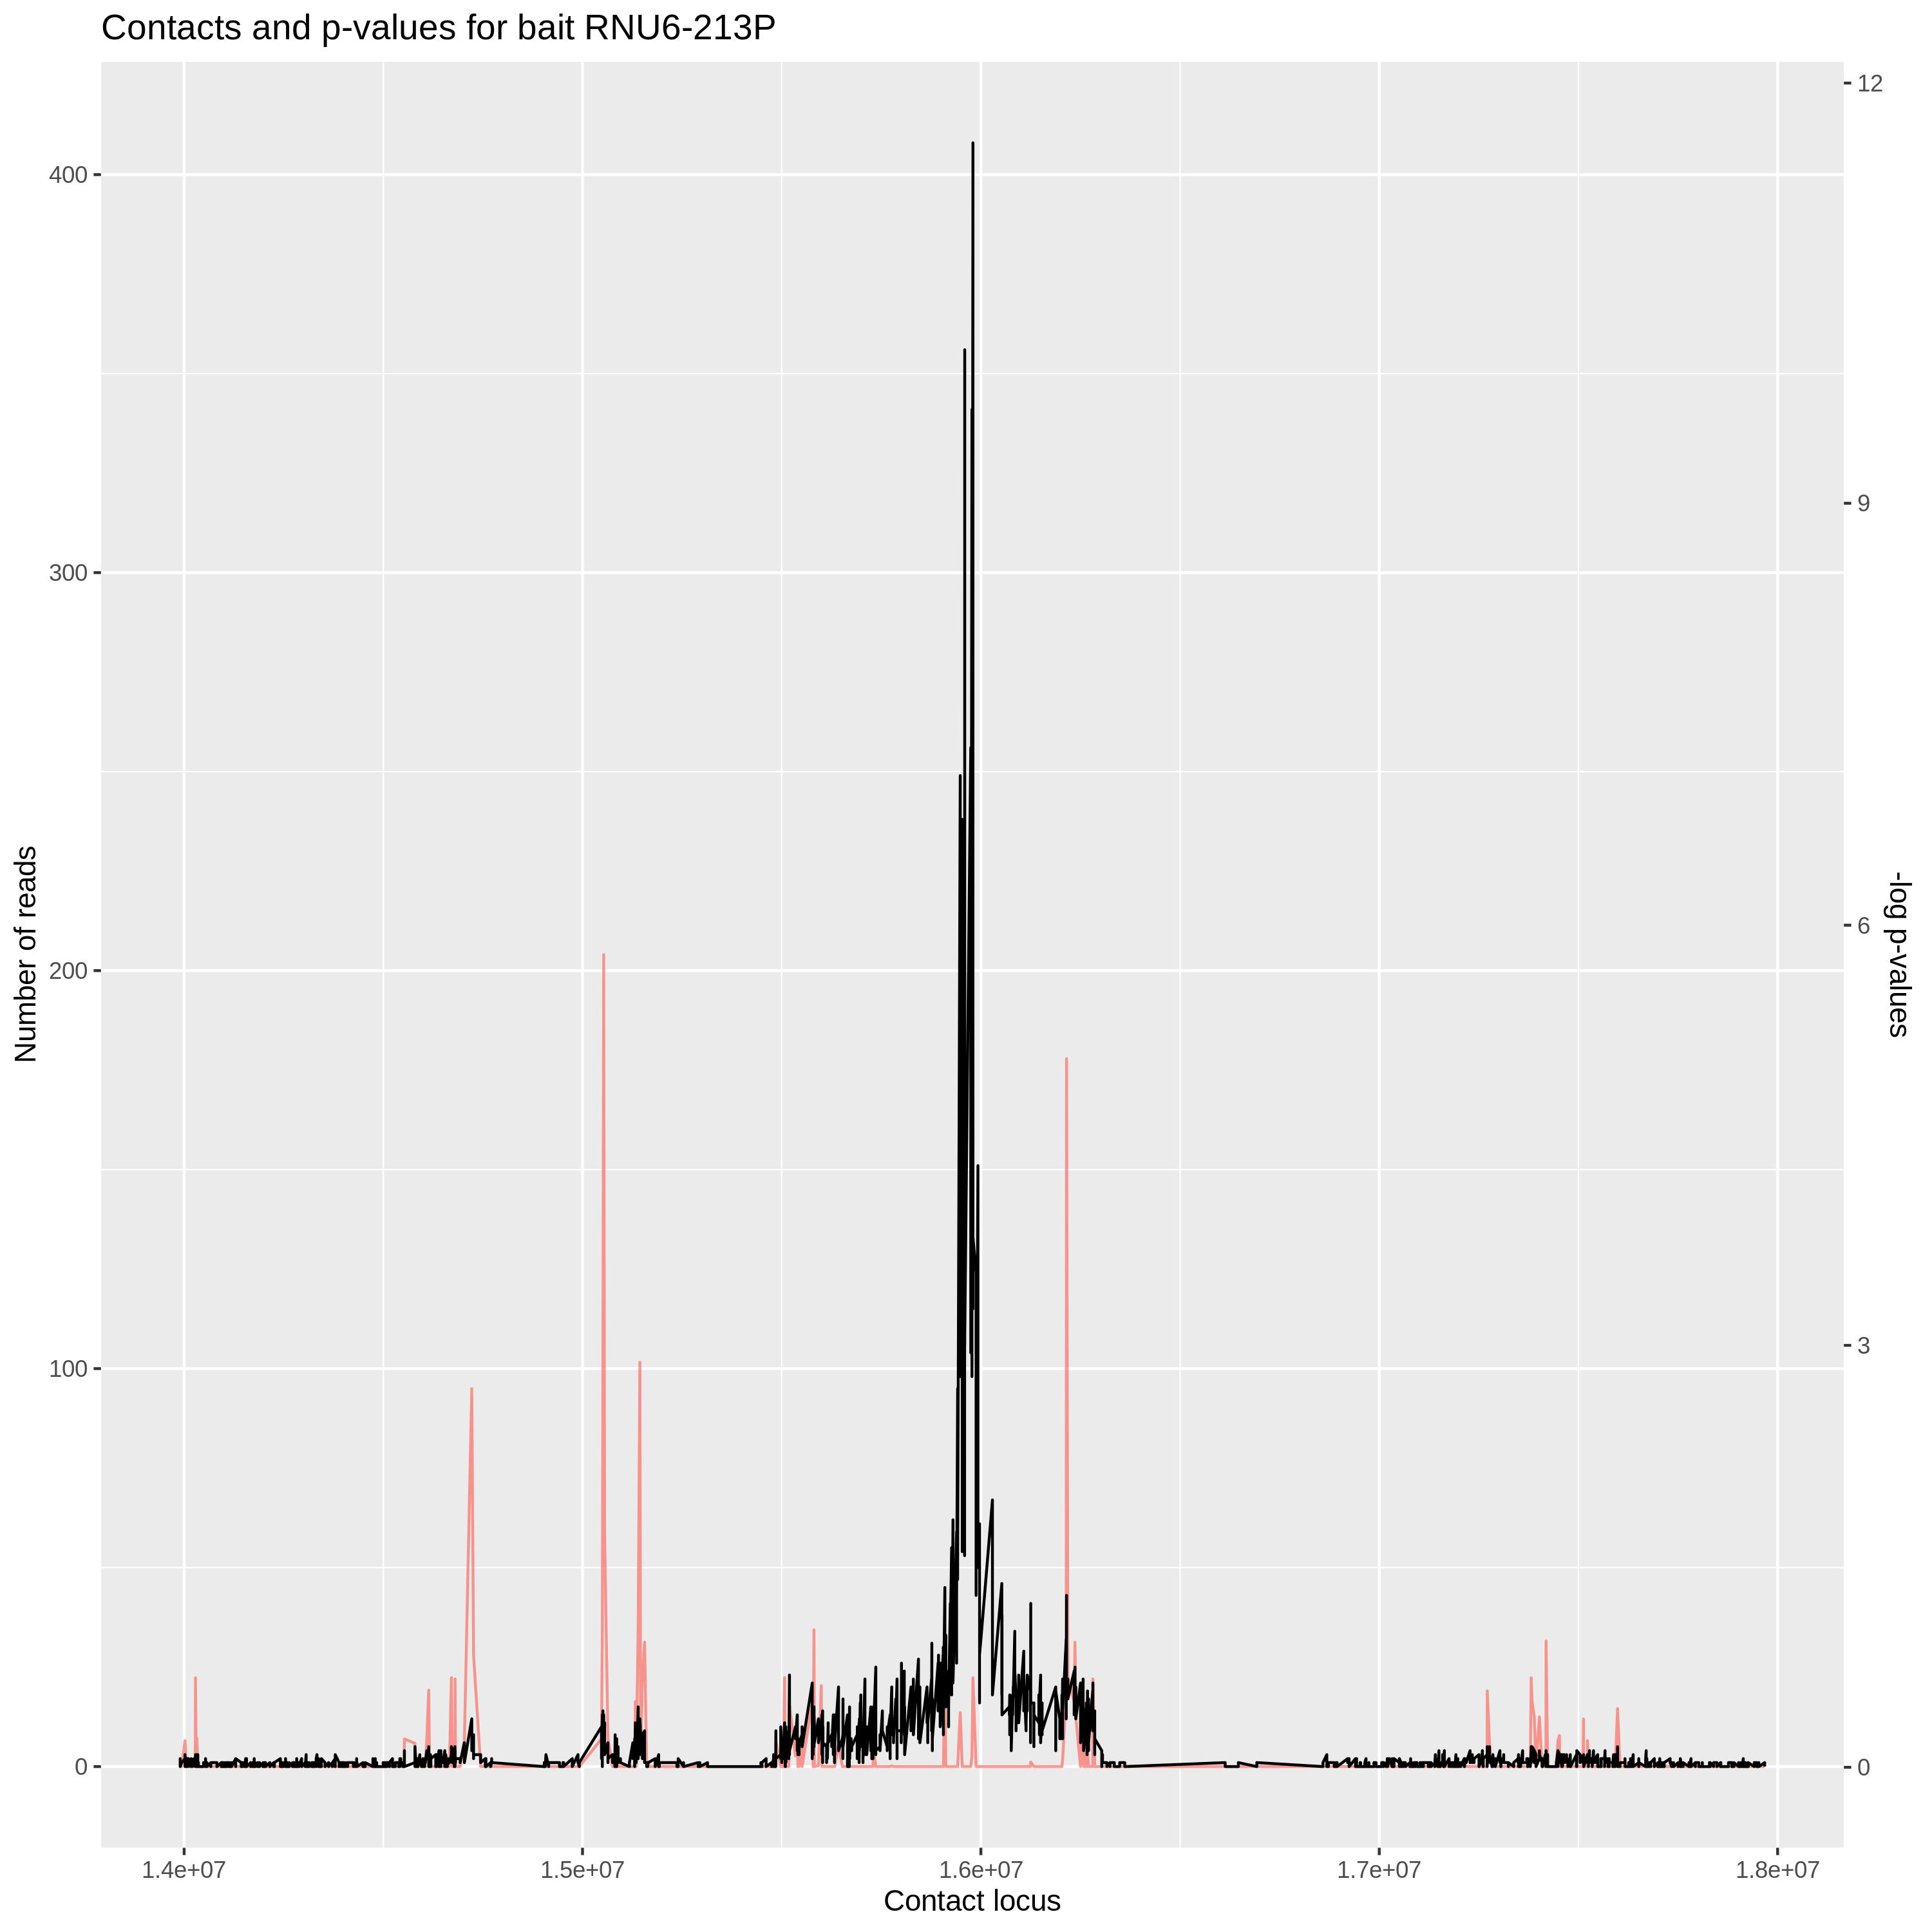 Contacts and p-values for bait RNU6-213P
12
400
9
300
6
200
3
100
0
0
Number of reads
-log p-values
1.4e+07 1.5e+07 1.6e+07 1.7e+07 1.8e+07
Contact locus